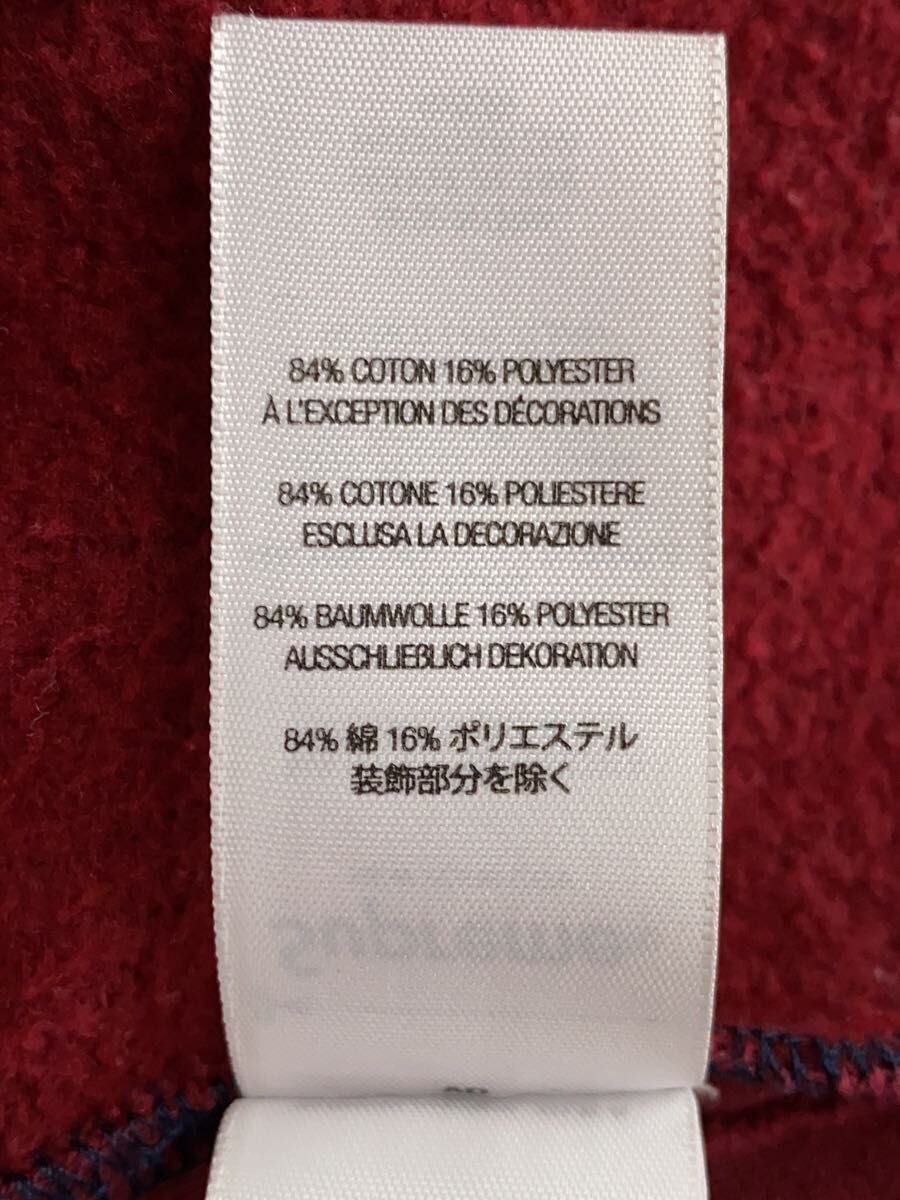 84% COTON 16% POLYESTER
À L'EXCEPTION DES DÉCORATIONS
84% COTONE 16% POLIESTERE
ESCLUSA LA DECORAZIONE
84% BAUMWOLLE 16% POLYESTER
AUSSCHLIEßLICH DEKORATION
84% 綿 16% ポリエステル
装飾部分を除く